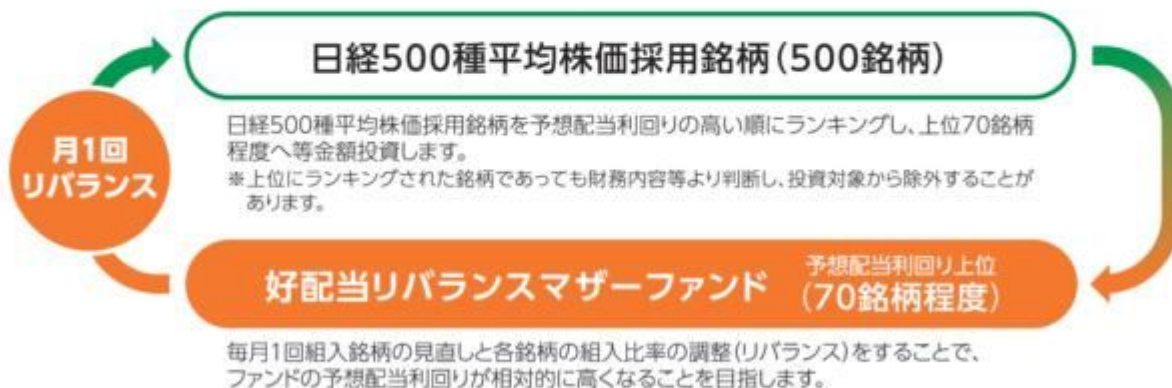 日経500種平均株価採用銘柄(500銘柄)
日経500種平均株価採用銘柄を予想配当利回りの高い順にランキングし、上位70銘柄
程度へ等金額投資します。
※上位にランキングされた銘柄であっても財務内容等より判断し、投資対象から除外することが
あります。
月1回
リバランス
好配当リバランスマザーファンド
予想配当利回り上位
(70銘柄程度)
毎月1回組入銘柄の見直しと各銘柄の組入比率の調整(リバランス)をすることで、
ファンドの予想配当利回りが相対的に高くなることを目指します。